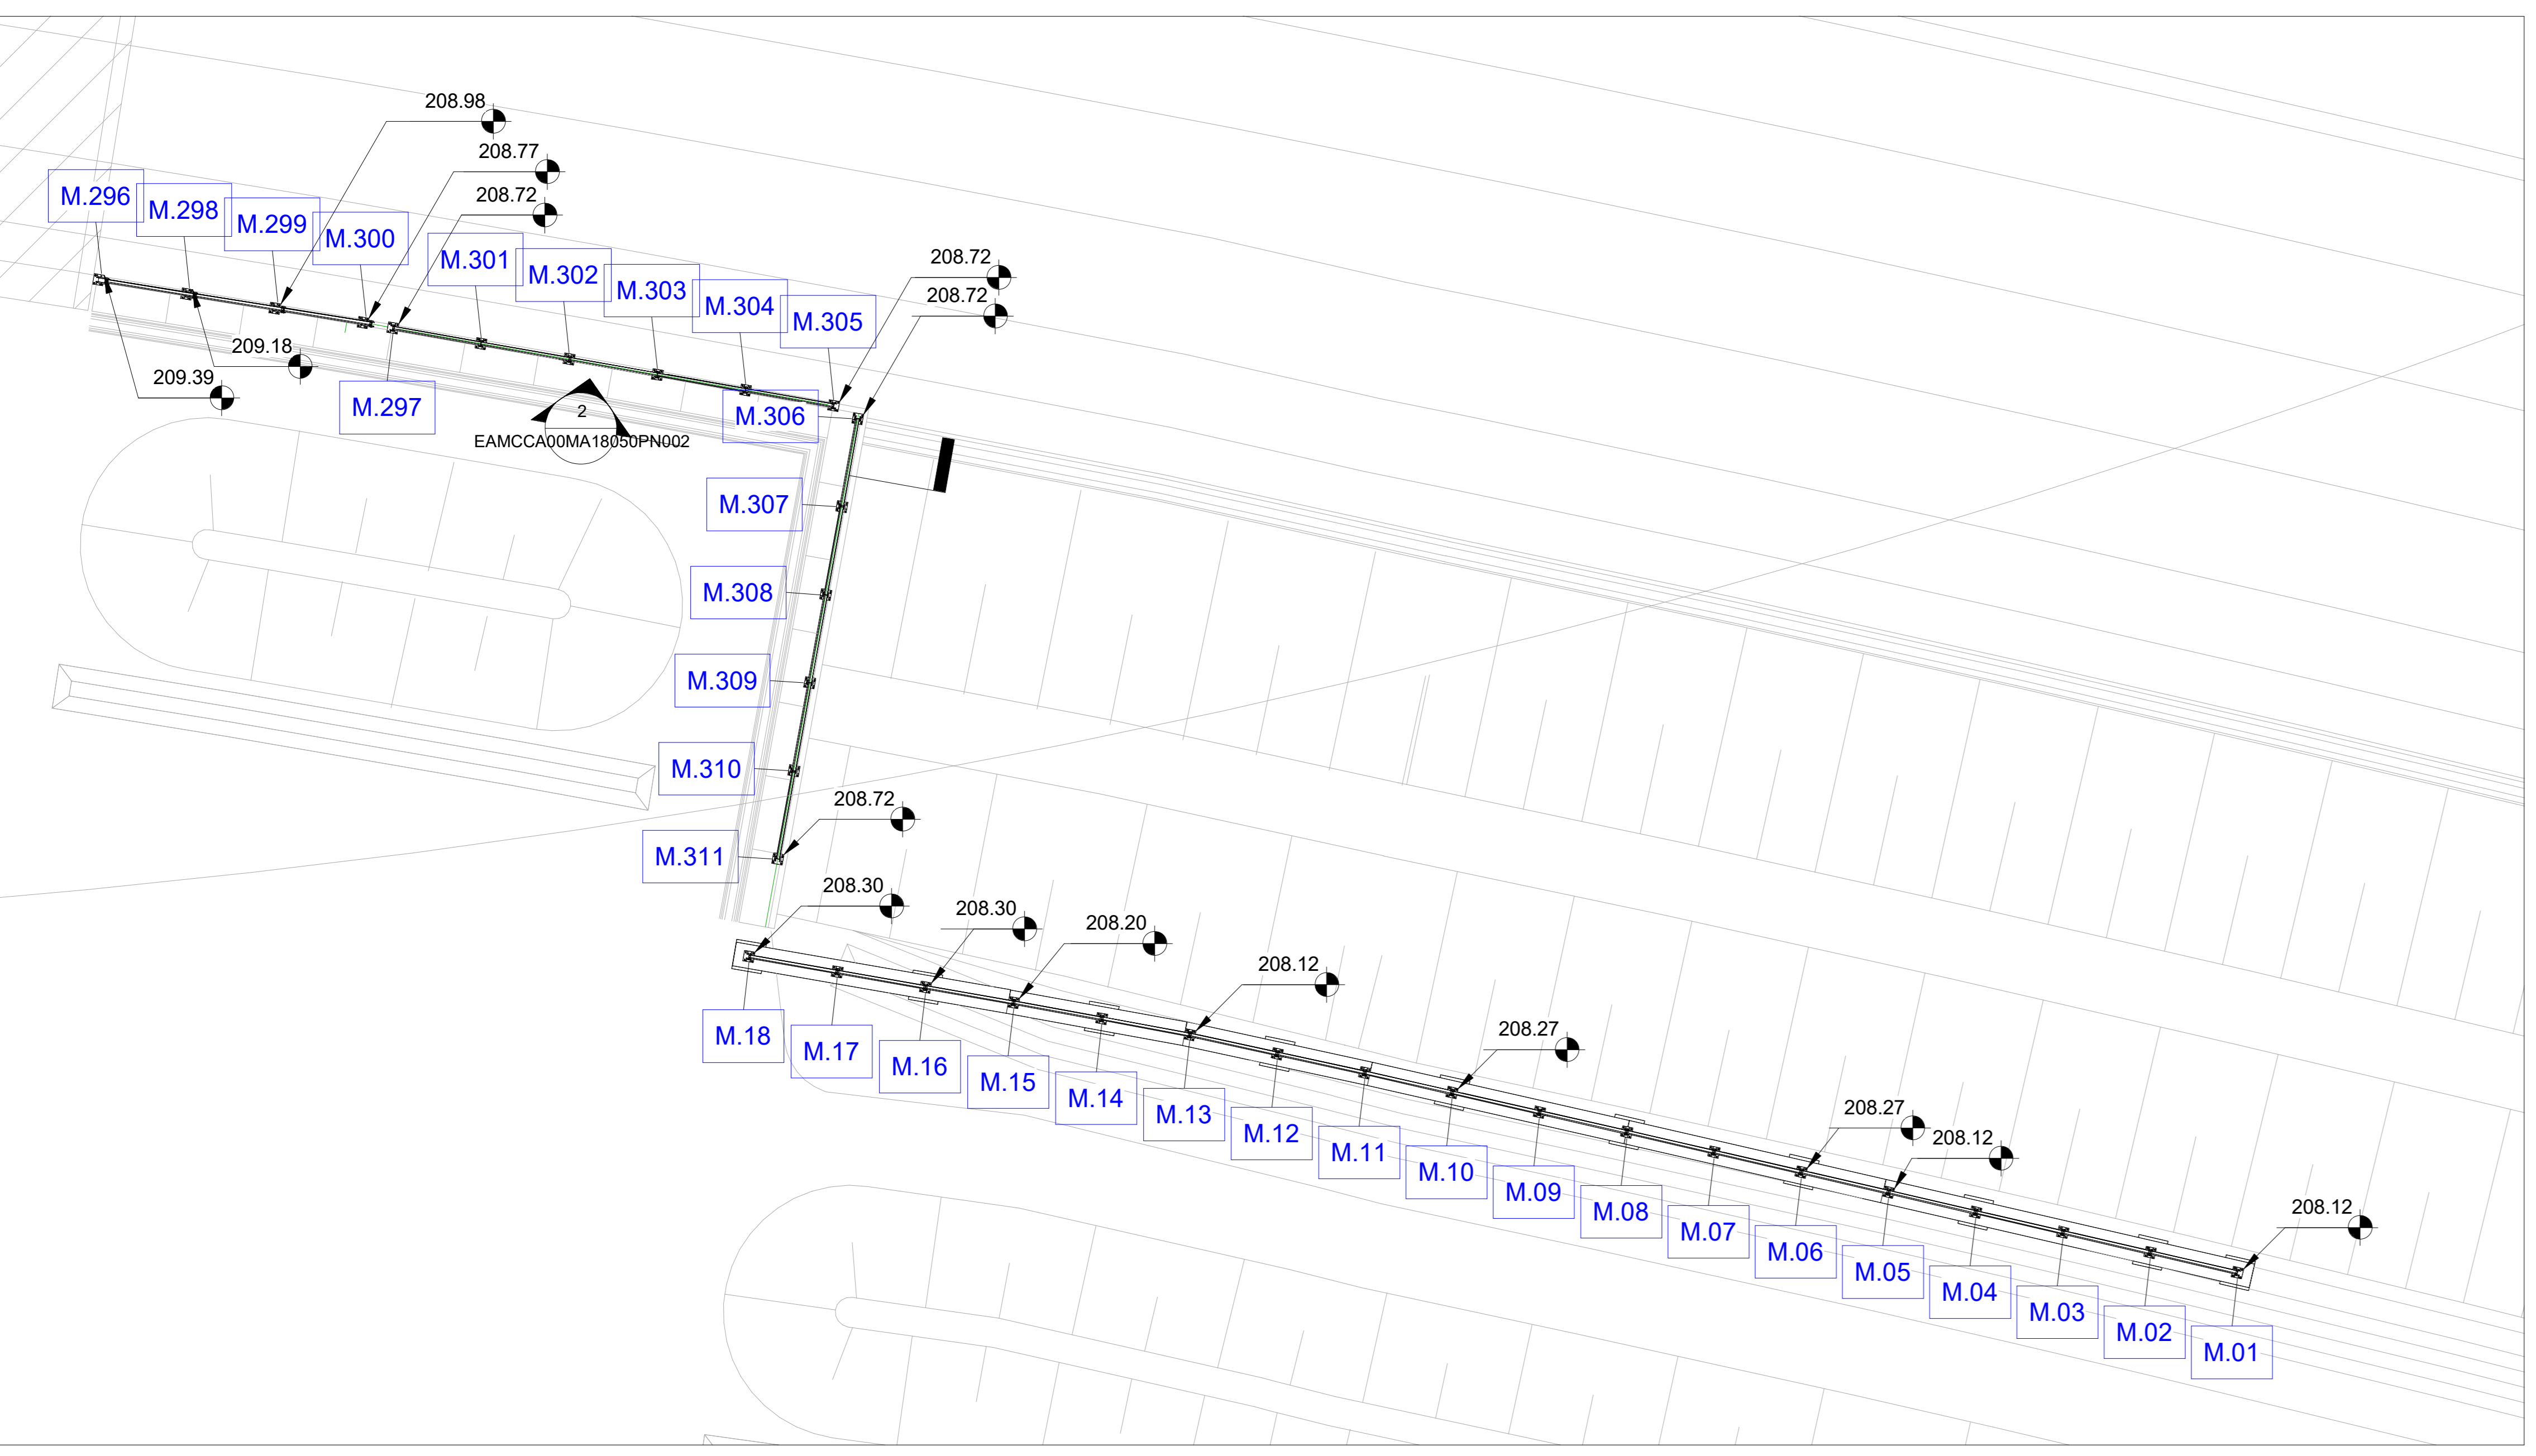 208.98
208.77
M.296
M.298
208.72
M.299
M.300
M.301
208.72
M.302
M.303
208.72
M.304
M.305
209.18
209.39
M.297
2
M.306
EAMCCA00MA18050PN002
M.307
M.308
M.309
M.310
208.72
M.311
208.30
208.30
208.20
208.12
M.18
208.27
M.17
M.16
M.15
M.14
208.27
M.13
M.12
208.12
M.11
M.10
M.09
208.12
M.08
M.07
M.06
M.05
M.04
M.03
M.02
M.01